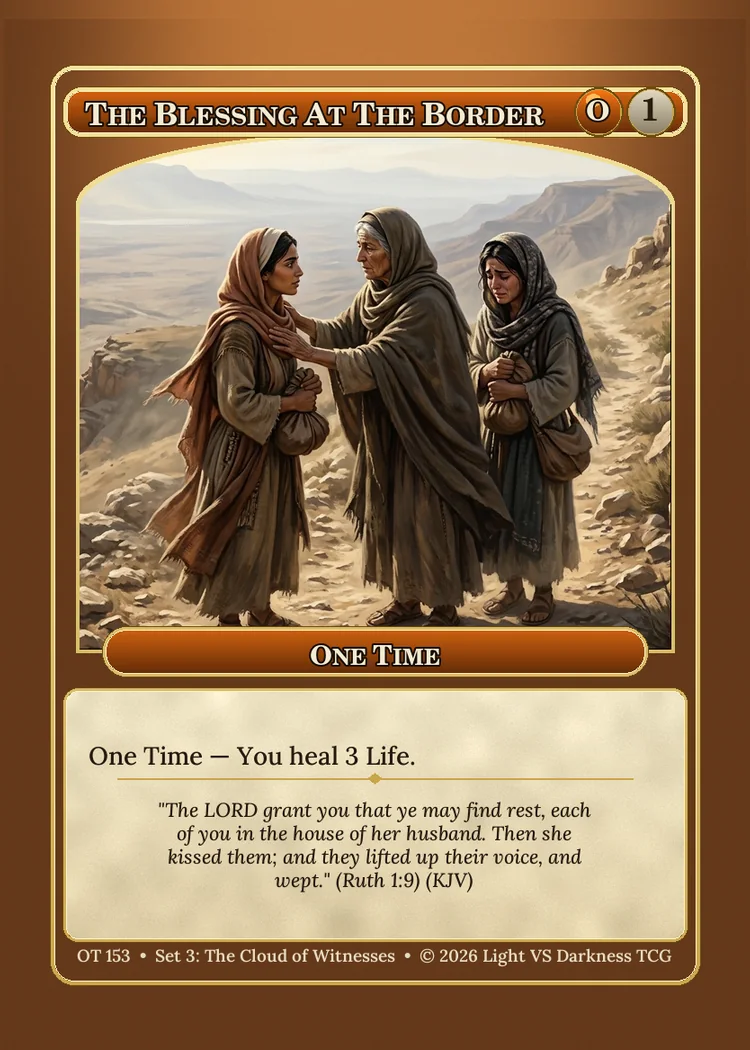 The Blessing At The Border O 1
One Time
One Time — You heal 3 Life.
"The LORD grant you that ye may find rest, each
of you in the house of her husband. Then she
kissed them; and they lifted up their voice, and
wept." (Ruth 1:9) (KJV)
OT 153 • Set 3: The Cloud of Witnesses • © 2026 Light VS Darkness TCG